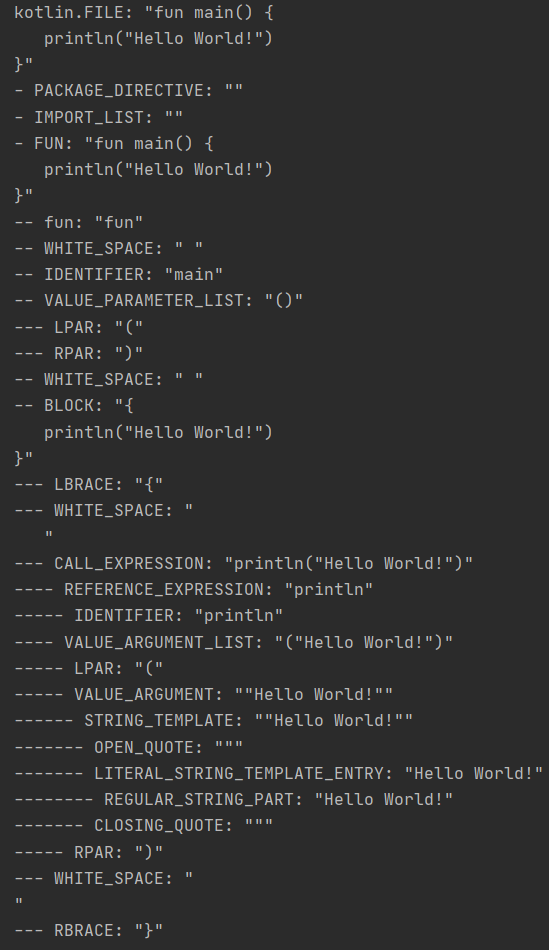 kotlin.FILE: "fun main() {
   println("Hello World!")
}"
- PACKAGE_DIRECTIVE: ""
- IMPORT_LIST: ""
- FUN: "fun main() {
   println("Hello World!")
}"
-- fun: "fun"
-- WHITE_SPACE: " "
-- IDENTIFIER: "main"
-- VALUE_PARAMETER_LIST: "()"
--- LPAR: "("
--- RPAR: ")"
-- WHITE_SPACE: " "
-- BLOCK: "{
   println("Hello World!")
}"
--- LBRACE: "{"
--- WHITE_SPACE: "
   "
--- CALL_EXPRESSION: "println("Hello World!")"
---- REFERENCE_EXPRESSION: "println"
----- IDENTIFIER: "println"
---- VALUE_ARGUMENT_LIST: "("Hello World!")"
----- LPAR: "("
----- VALUE_ARGUMENT: ""Hello World!""
------ STRING_TEMPLATE: ""Hello World!""
------- OPEN_QUOTE: """
------- LITERAL_STRING_TEMPLATE_ENTRY: "Hello World!"
-------- REGULAR_STRING_PART: "Hello World!"
------- CLOSING_QUOTE: """
----- RPAR: ")"
--- WHITE_SPACE: "
"
--- RBRACE: "}"